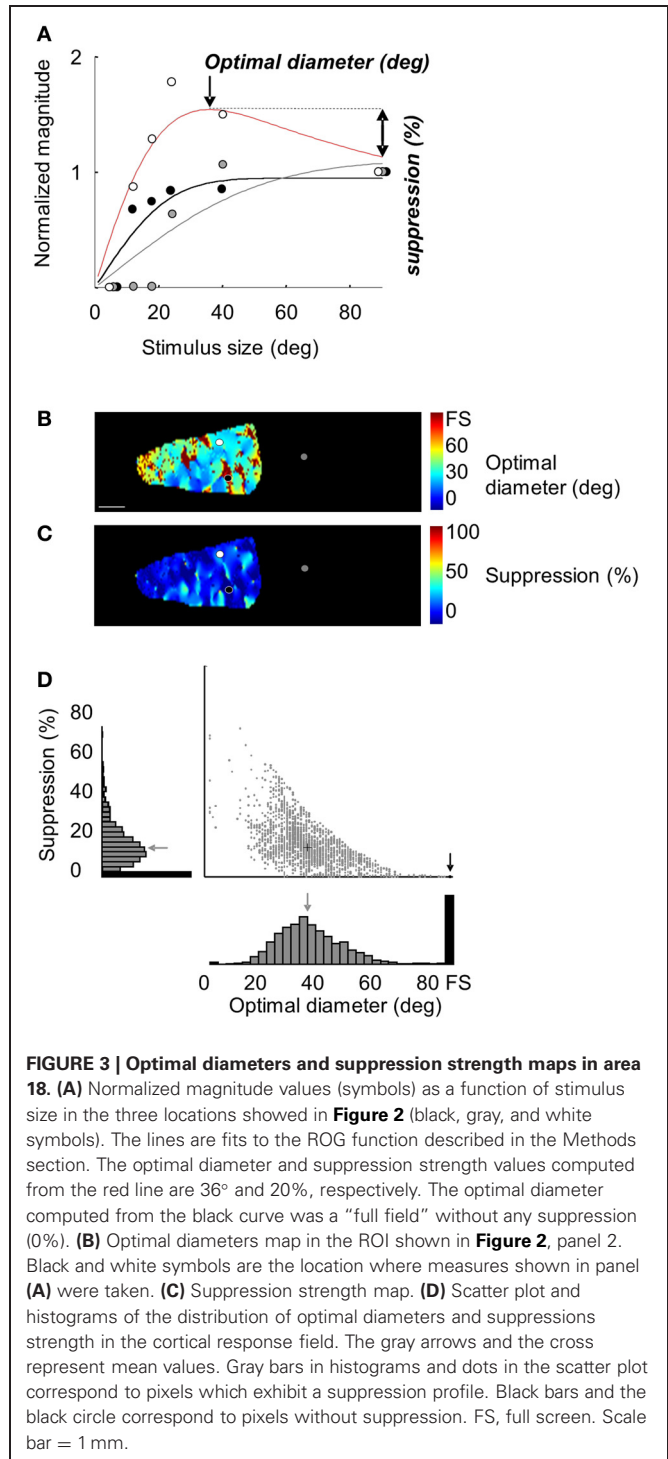 A
2
Optimal diameter (deg)
Normalized magnitude
1
suppression (%)
0 20 40 60 80
Stimulus size (deg)
B
FS
60
30
0
Optimal
diameter (deg)
C
100
50
0
Suppression (%)
D
80
60
40
20
0
Suppression (%)
0 20 40 60 80 FS
Optimal diameter (deg)
FIGURE 3 | Optimal diameters and suppression strength maps in area
18. (A) Normalized magnitude values (symbols) as a function of stimulus
size in the three locations showed in Figure 2 (black, gray, and white
symbols). The lines are fits to the ROG function described in the Methods
section. The optimal diameter and suppression strength values computed
from the red line are 36° and 20%, respectively. The optimal diameter
computed from the black curve was a “full field” without any suppression
(0%). (B) Optimal diameters map in the ROI shown in Figure 2, panel 2.
Black and white symbols are the location where measures shown in panel
(A) were taken. (C) Suppression strength map. (D) Scatter plot and
histograms of the distribution of optimal diameters and suppressions
strength in the cortical response field. The gray arrows and the cross
represent mean values. Gray bars in histograms and dots in the scatter plot
correspond to pixels which exhibit a suppression profile. Black bars and the
black circle correspond to pixels without suppression. FS, full screen. Scale
bar = 1 mm.